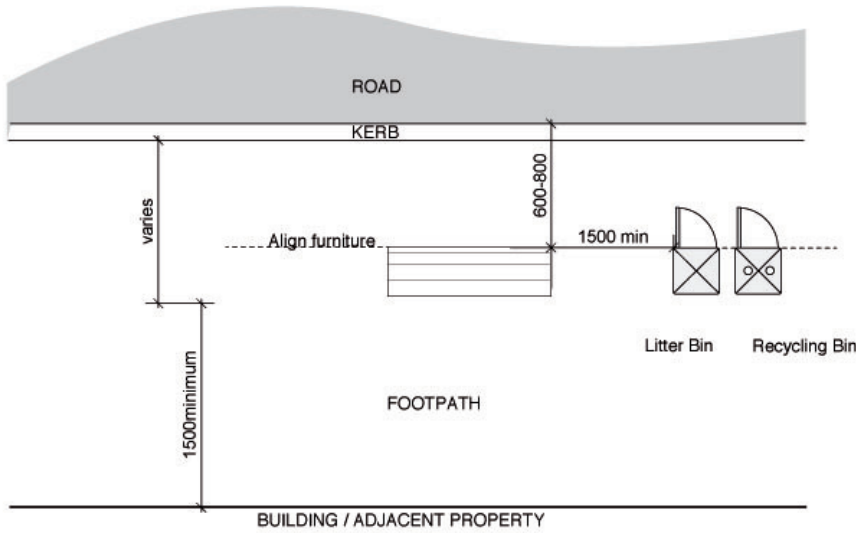 ROAD
KERB
varies
600-800
Align furniture
1500 min
Litter Bin
Recycling Bin
1500minimum
FOOTPATH
BUILDING / ADJACENT PROPERTY